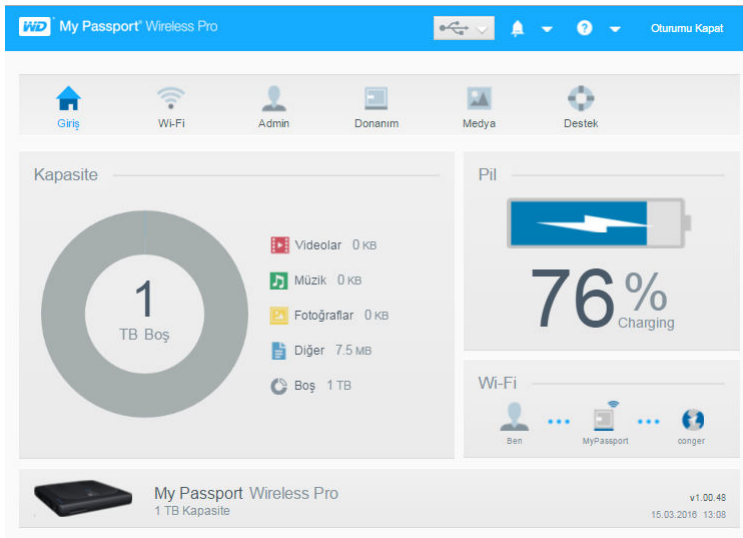 WD My Passport® Wireless Pro
Oturumu Kapat
Giriş
Wi-Fi
Admin
Donanım
Medya
Destek
Kapasite
1
TB Boş
Videolar 0 KB
Müzik 0 KB
Fotoğraflar 0 KB
Diğer 7.5 MB
Boş 1 TB
Pil
76%
Charging
Wi-Fi
Ben
MyPassport
conger
My Passport Wireless Pro
1 TB Kapasite
v1.00.48
15.03.2016 13:08